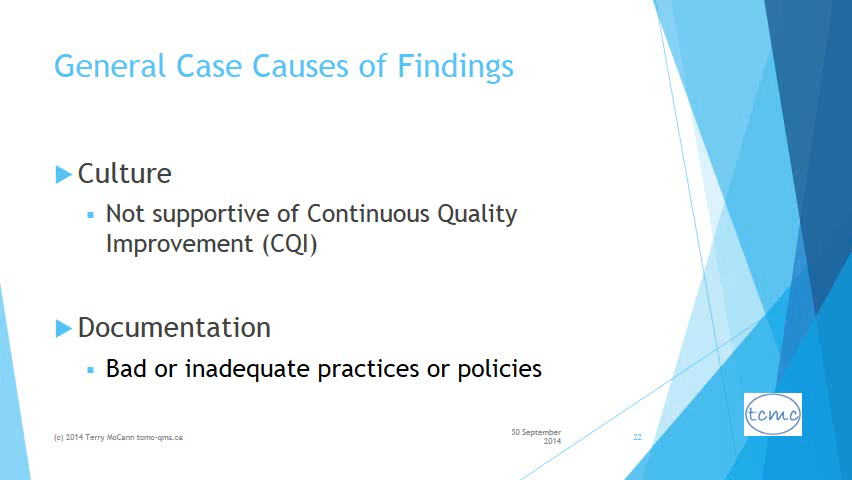 General Case Causes of Findings
Culture
Not supportive of Continuous Quality
Improvement (CQI)
Documentation
Bad or inadequate practices or policies
(c) 2014 Terry McCann tcmc-qms.ca
30 September
2014
22
tcmc